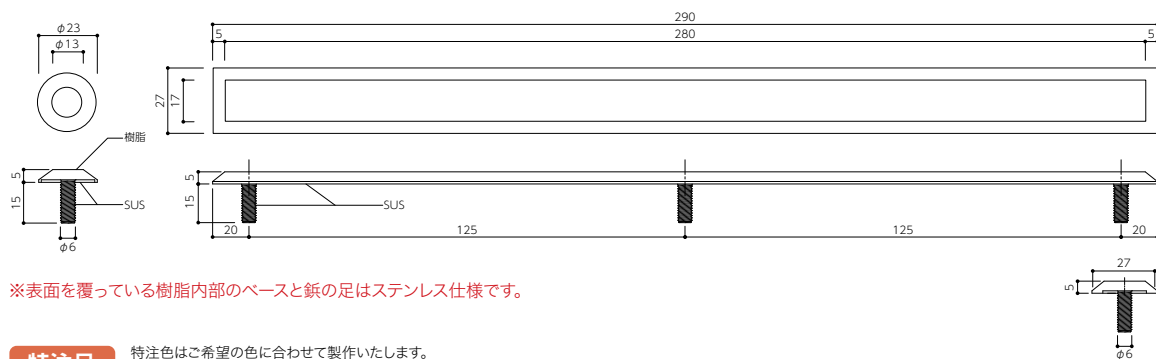 φ23
φ13
290
5
280
5
27
17
樹脂
5
15
SUS
φ6
5
15
SUS
20
125
125
20
27
5
φ6
※表面を覆っている樹脂内部のベースと鋲の足はステンレス仕様です。
特注品
特注色はご希望の色に合わせて製作いたします。